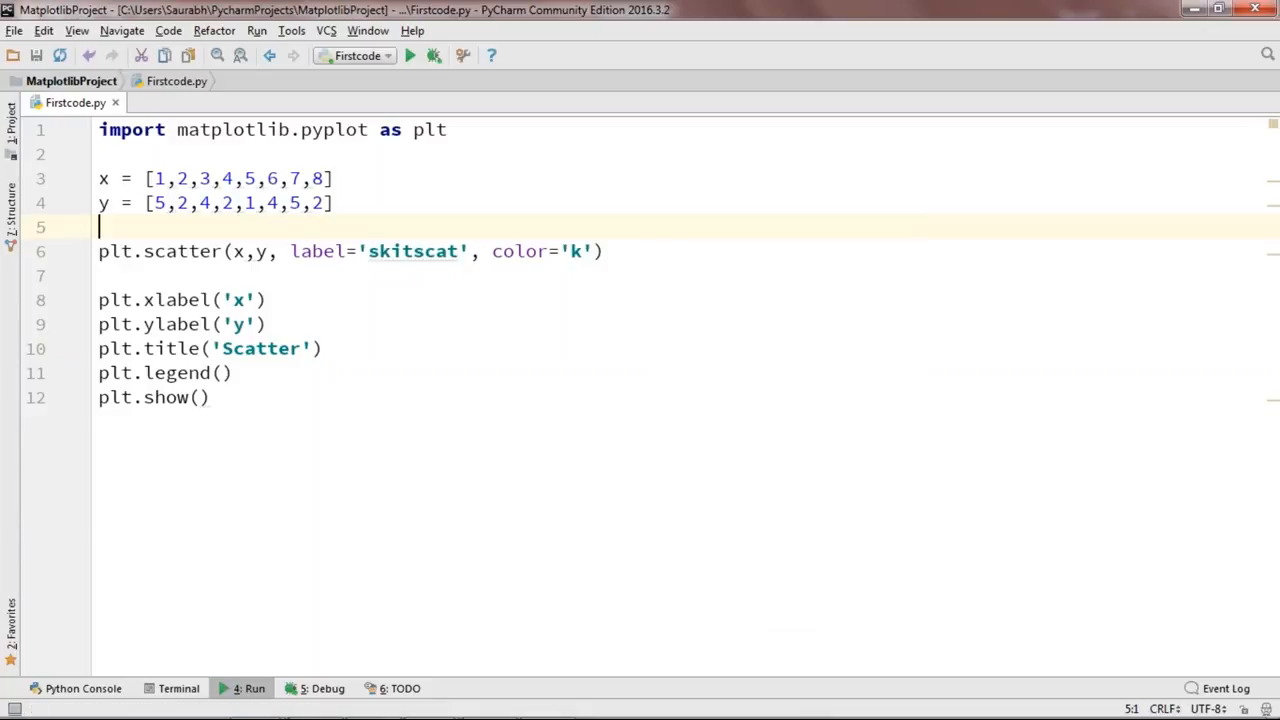 MatplotlibProject - [C:\Users\Saurabh\PycharmProjects\MatplotlibProject] - ...\Firstcode.py - PyCharm Community Edition 2016.3.2
File Edit View Navigate Code Refactor Run Tools VCS Window Help
Firstcode
MatplotlibProject Firstcode.py
Firstcode.py
1: Project
Z: Structure
2: Favorites
1 import matplotlib.pyplot as plt
2
3 x = [1,2,3,4,5,6,7,8]
4 y = [5,2,4,2,1,4,5,2]
5
6 plt.scatter(x,y, label='skitscat', color='k')
7
8 plt.xlabel('x')
9 plt.ylabel('y')
10 plt.title('Scatter')
11 plt.legend()
12 plt.show()
Python Console Terminal 4: Run 5: Debug 6: TODO Event Log
5:1 CRLF UTF-8